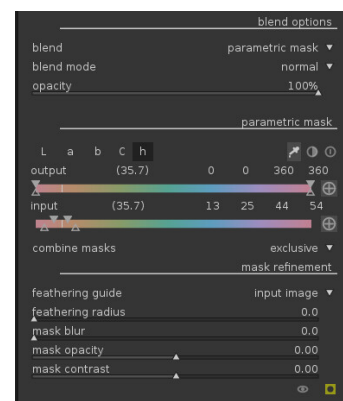 blend options
blend parametric mask
blend mode normal
opacity 100%
parametric mask
L a b C h
output (35.7) 0 0 360 360
input (35.7) 13 25 44 54
combine masks exclusive
mask refinement
feathering guide input image
feathering radius 0.0
mask blur 0.0
mask opacity 0.00
mask contrast 0.00